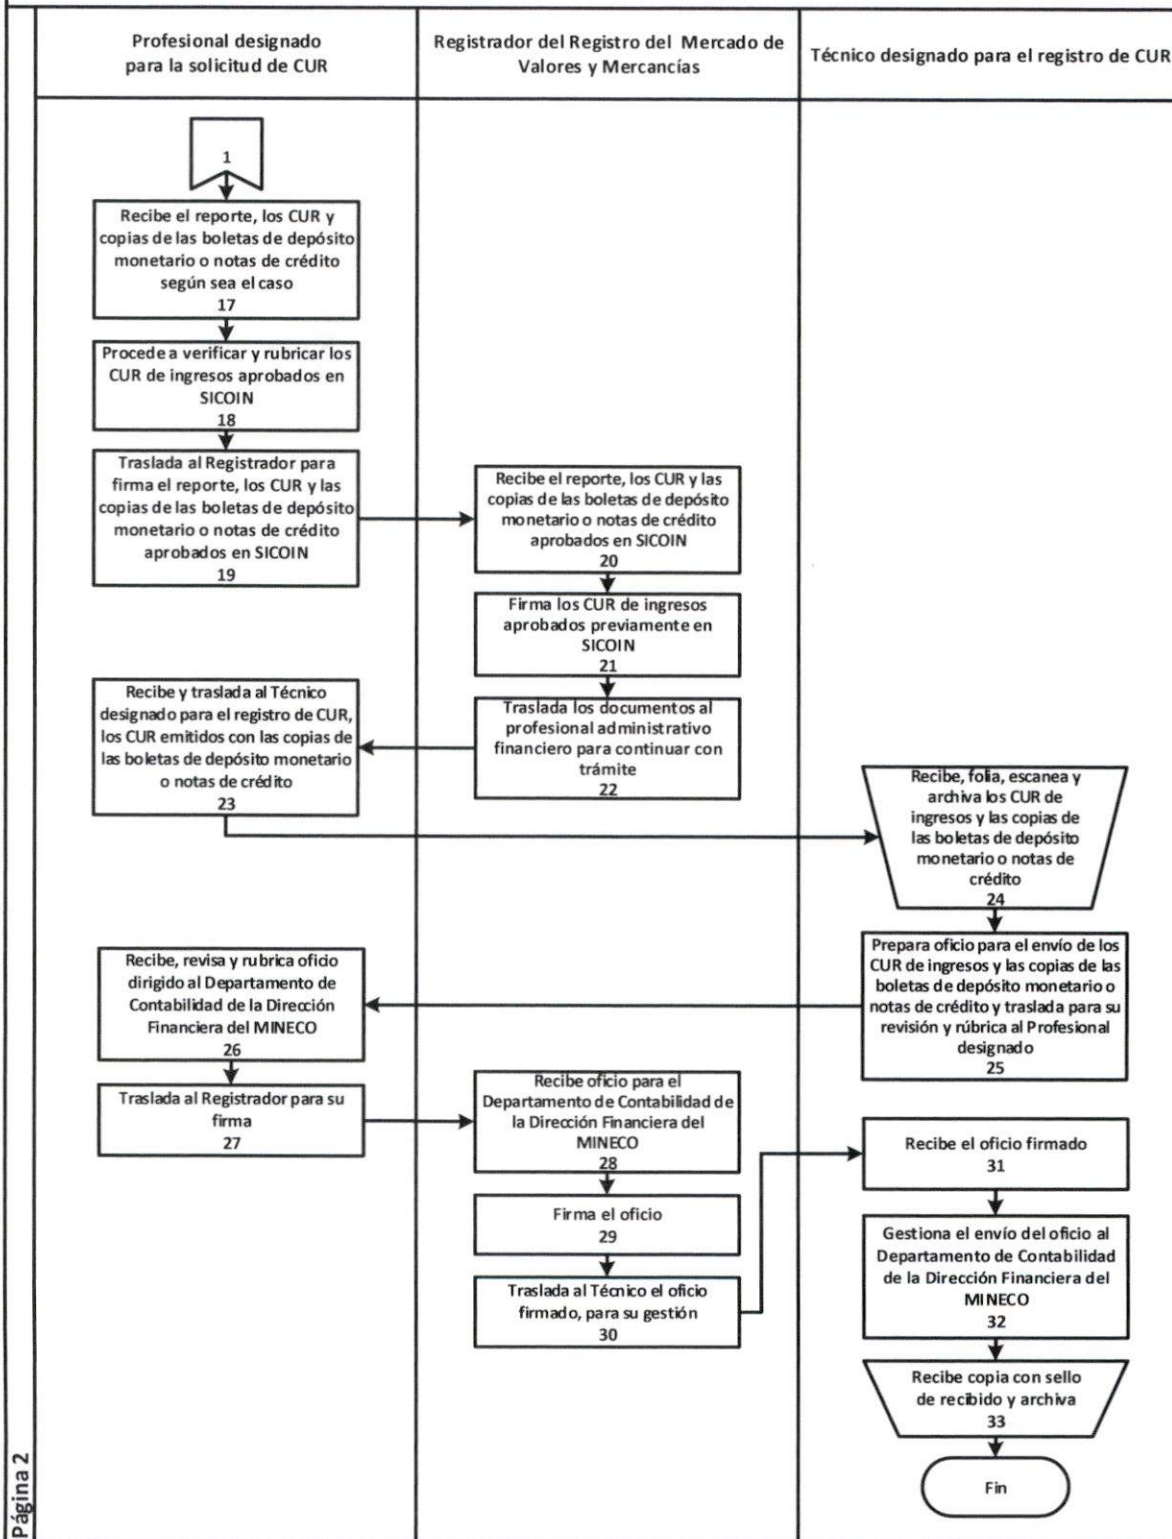 Profesional designado
para la solicitud de CUR
Registrador del Registro del Mercado de
Valores y Mercancías
Técnico designado para el registro de CUR
1
Recibe el reporte, los CUR y
copias de las boletas de depósito
monetario o notas de crédito
según sea el caso
17
Procede a verificar y rubricar los
CUR de ingresos aprobados en
SICOIN
18
Traslada al Registrador para
firma el reporte, los CUR y las
copias de las boletas de depósito
monetario o notas de crédito
aprobados en SICOIN
19
Recibe el reporte, los CUR y las
copias de las boletas de depósito
monetario o notas de crédito
aprobados en SICOIN
20
Firma los CUR de ingresos
aprobados previamente en
SICOIN
21
Traslada los documentos al
profesional administrativo
financiero para continuar con
trámite
22
Recibe y traslada al Técnico
designado para el registro de CUR,
los CUR emitidos con las copias de
las boletas de depósito monetario
o notas de crédito
23
Recibe, folia, escanea y
archiva los CUR de
ingresos y las copias de
las boletas de depósito
monetario o notas de
crédito
24
Prepara oficio para el envío de los
CUR de ingresos y las copias de las
boletas de depósito monetario o
notas de crédito y traslada para su
revisión y rúbrica al Profesional
designado
25
Recibe, revisa y rubrica oficio
dirigido al Departamento de
Contabilidad de la Dirección
Financiera del MINECO
26
Traslada al Registrador para su
firma
27
Recibe oficio para el
Departamento de Contabilidad de
la Dirección Financiera del
MINECO
28
Firma el oficio
29
Traslada al Técnico el oficio
firmado, para su gestión
30
Recibe el oficio firmado
31
Gestiona el envío del oficio al
Departamento de Contabilidad
de la Dirección Financiera del
MINECO
32
Recibe copia con sello
de recibido y archiva
33
Fin
Página 2